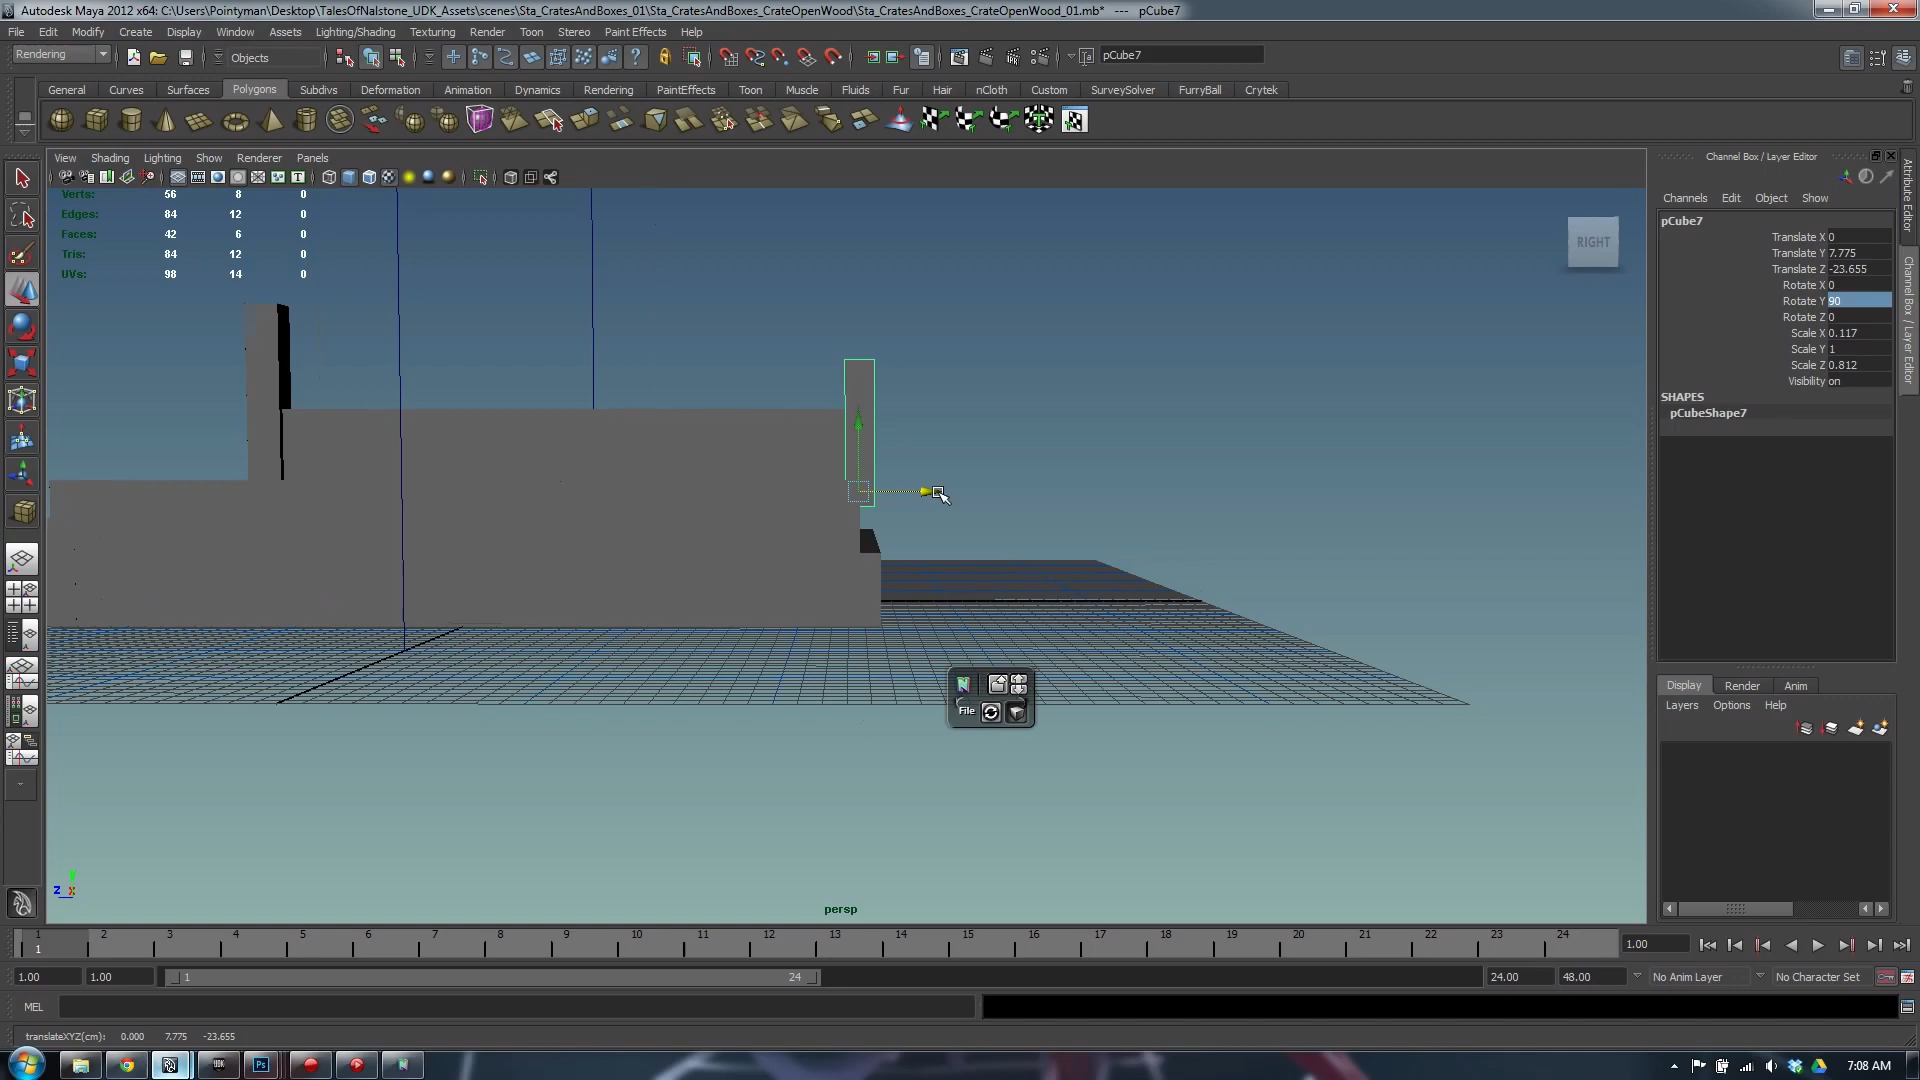 Autodesk Maya 2012 x64: C:\Users\Pointyman\Desktop\TalesOfNalstone_UDK_Assets\scenes\Sta_CratesAndBoxes_01\Sta_CratesAndBoxes_CrateOpenWood\Sta_CratesAndBoxes_CrateOpenWood_01.mb* --- pCube7
File Edit Modify Create Display Window Assets Lighting/Shading Texturing Render Toon Stereo Paint Effects Help
Rendering Objects pCube7
General Curves Surfaces Polygons Subdivs Deformation Animation Dynamics Rendering PaintEffects Toon Muscle Fluids Fur Hair nCloth Custom SurveySolver FurryBall Crytek
View Shading Lighting Show Renderer Panels
Verts: 56 8 0
Edges: 84 12 0
Faces: 42 6 0
Tris: 84 12 0
UVs: 98 14 0
RIGHT
File
y
z x
persp
Channel Box / Layer Editor
Channels Edit Object Show
pCube7
Translate X 0
Translate Y 7.775
Translate Z -23.655
Rotate X 0
Rotate Y 90
Rotate Z 0
Scale X 0.117
Scale Y 1
Scale Z 0.812
Visibility on
SHAPES
pCubeShape7
Attribute Editor
Channel Box / Layer Editor
Display Render Anim
Layers Options Help
1 2 3 4 5 6 7 8 9 10 11 12 13 14 15 16 17 18 19 20 21 22 23 24
1
1.00
1.00 1.00 1 24 24.00 48.00 No Anim Layer No Character Set
MEL
translateXYZ(cm): 0.000 7.775 -23.655
UDK Ps 7:08 AM